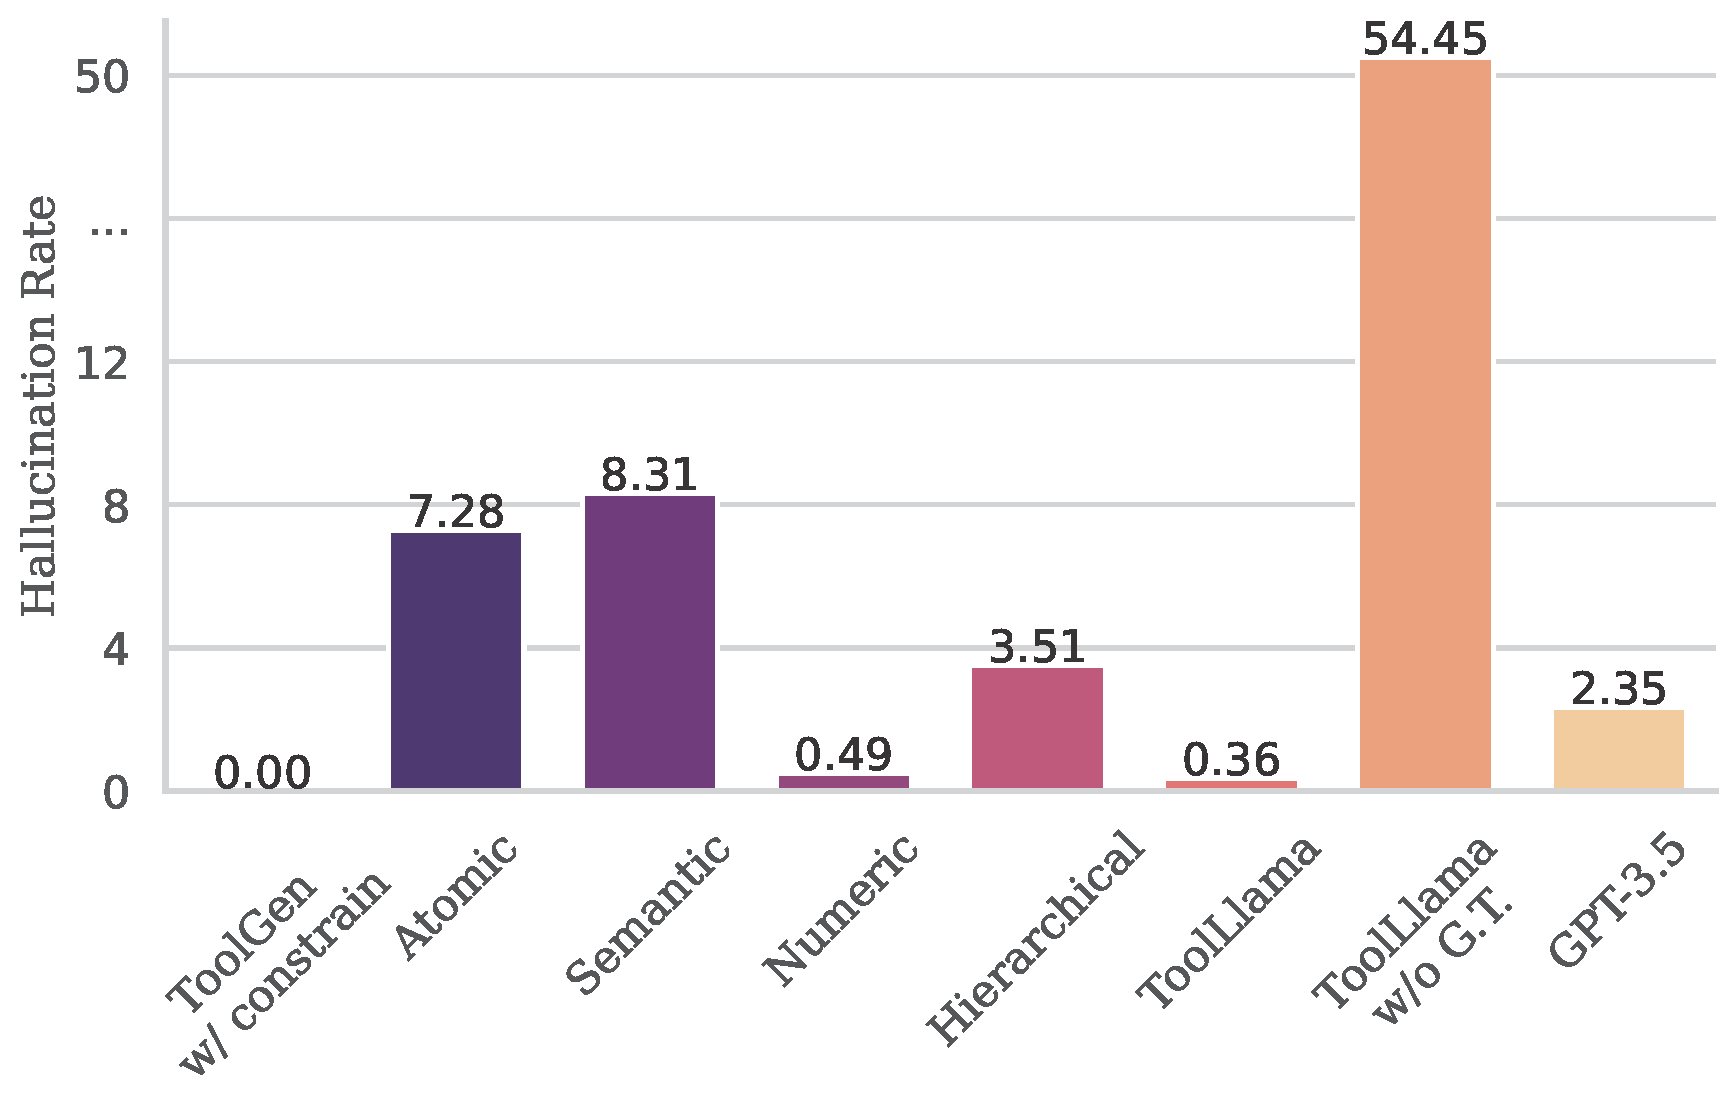 Hallucination Rate
50
...
12
8
4
0
0.00
7.28
8.31
0.49
3.51
0.36
54.45
2.35
ToolGen
w/ constrain
Atomic
Semantic
Numeric
Hierarchical
ToolLlama
ToolLlama
w/o G.T.
GPT-3.5